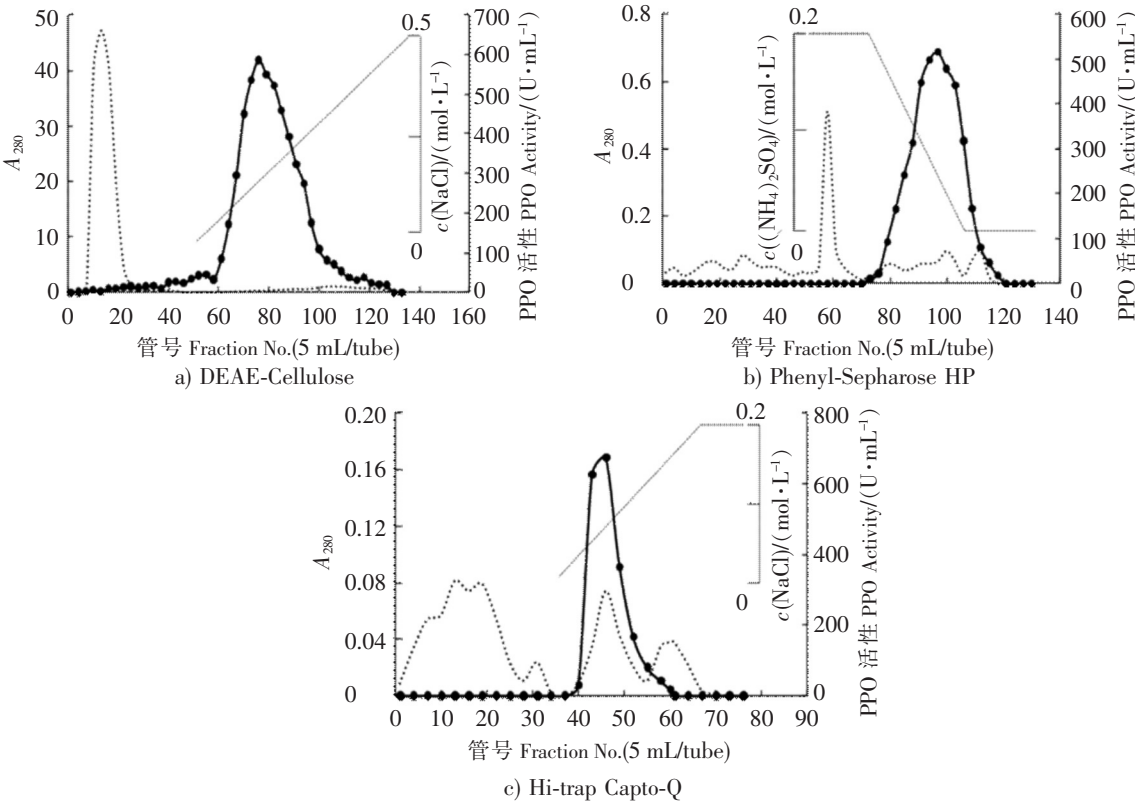 50
40
30
20
10
0
A280
0 20 40 60 80 100 120 140 160
0.5
0
c(NaCl)/(mol·L−1)
700
600
500
400
300
200
100
0
PPO 活性 PPO Activity/(U·mL−1)
管号 Fraction No.(5 mL/tube)
a) DEAE-Cellulose
0.8
0.6
0.4
0.2
0
A280
0 20 40 60 80 100 120 140
0.2
0
c((NH4)2SO4)/(mol·L−1)
600
500
400
300
200
100
0
PPO 活性 PPO Activity/(U·mL−1)
管号 Fraction No.(5 mL/tube)
b) Phenyl-Sepharose HP
0.20
0.16
0.12
0.08
0.04
0
A280
0 10 20 30 40 50 60 70 80 90
0.2
0
c(NaCl)/(mol·L−1)
800
600
400
200
0
PPO 活性 PPO Activity/(U·mL−1)
管号 Fraction No.(5 mL/tube)
c) Hi-trap Capto-Q